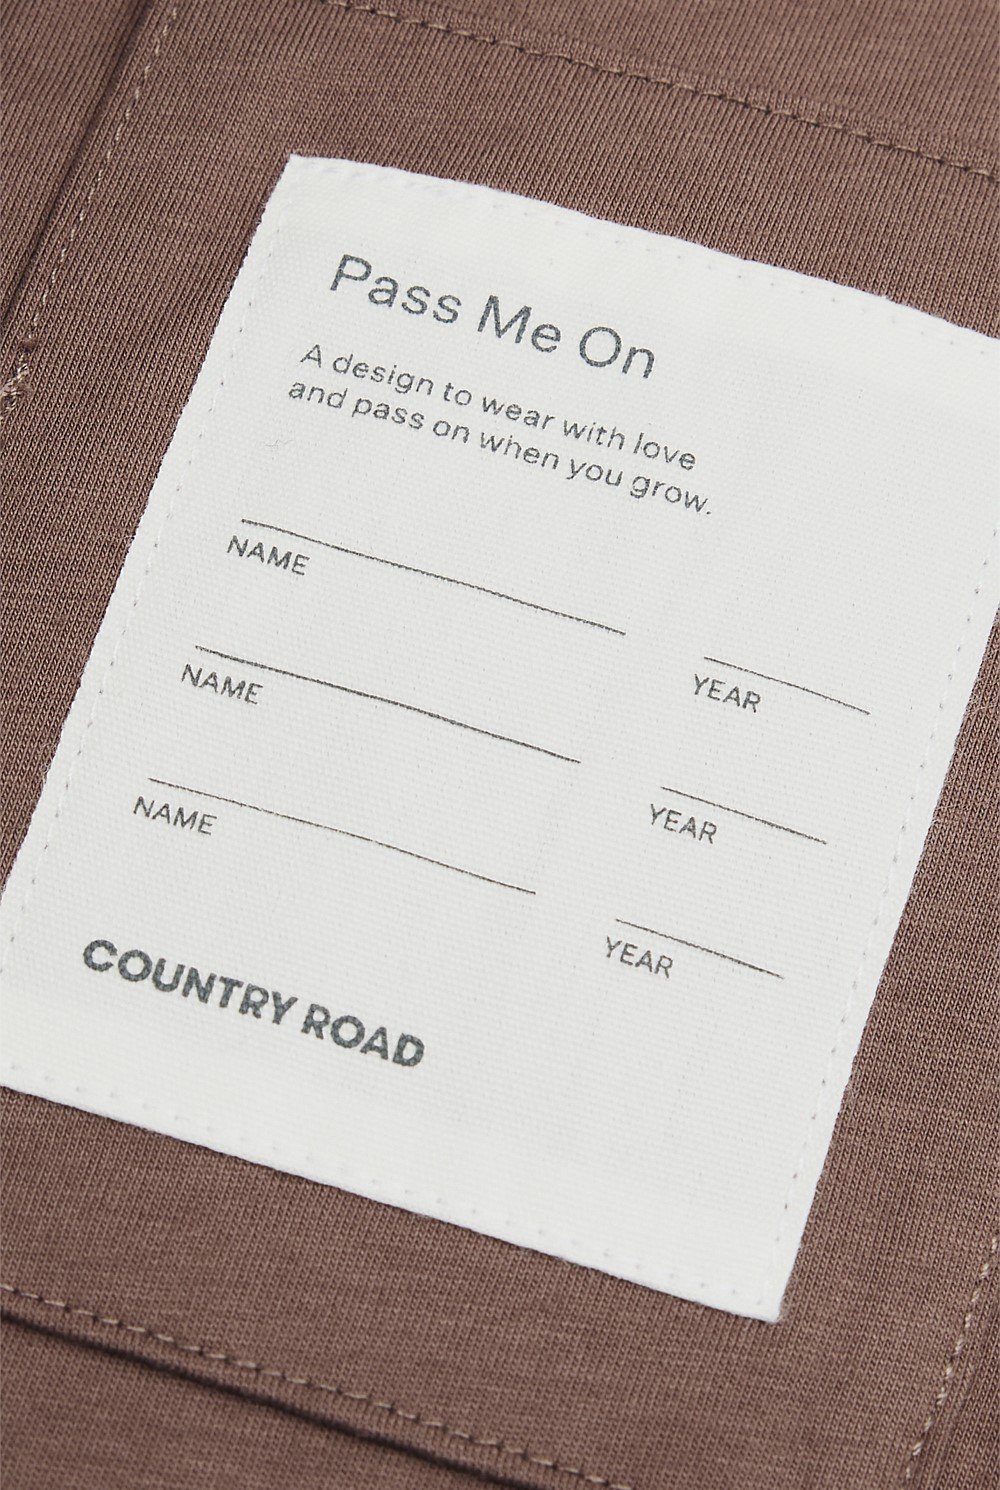 Pass Me On
A design to wear with love
and pass on when you grow.
NAME
YEAR
NAME
YEAR
NAME
YEAR
COUNTRY ROAD